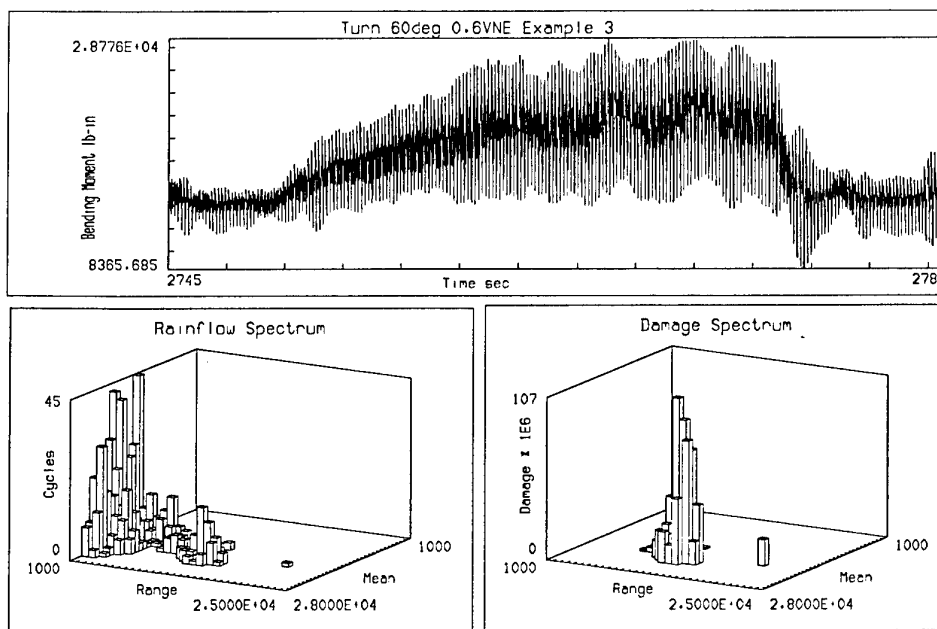 Turn 60deg 0.6VNE Example 3
2.8776E+04
Bending Moment lb-in
8365.685
2745
Time sec
278
Rainflow Spectrum
45
Cycles
0
1000
Range
2.5000E+04
2.8000E+04
Mean
1000
Damage Spectrum
107
Damage * 1E6
0
1000
Range
2.5000E+04
2.8000E+04
Mean
1000